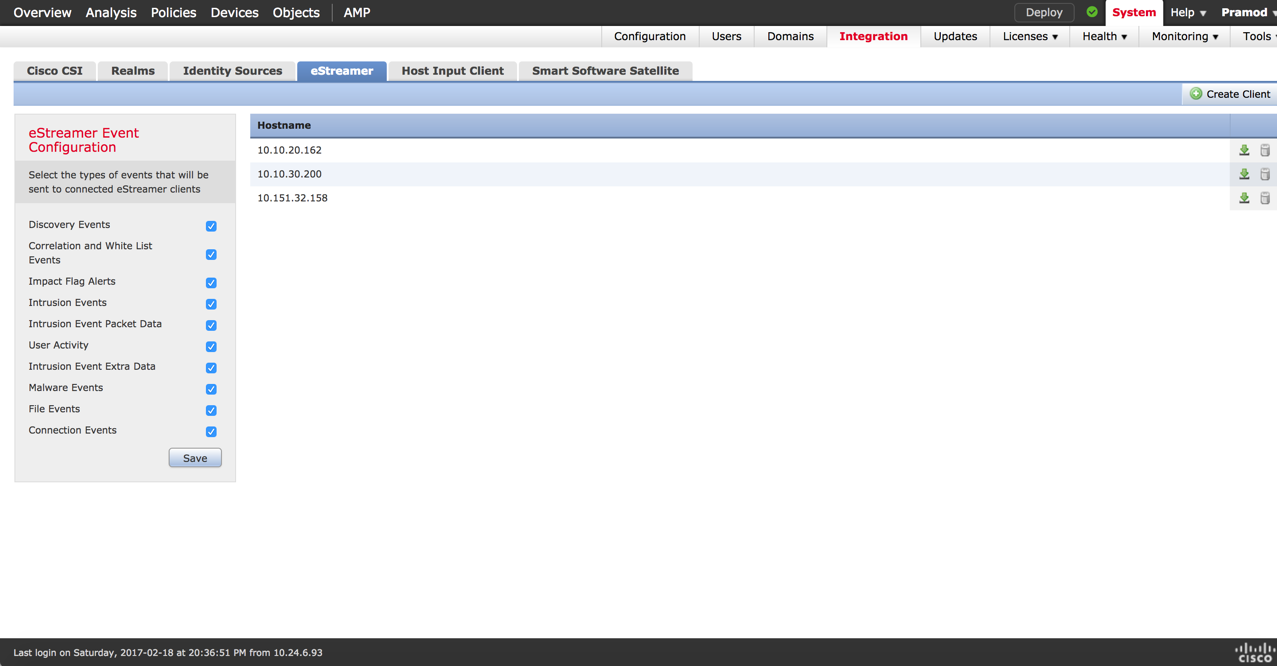 Overview Analysis Policies Devices Objects AMP Deploy System Help Pramod
Configuration Users Domains Integration Updates Licenses Health Monitoring Tools
Cisco CSI Realms Identity Sources eStreamer Host Input Client Smart Software Satellite
Create Client
eStreamer Event
Configuration
Select the types of events that will be
sent to connected eStreamer clients
Discovery Events
Correlation and White List
Events
Impact Flag Alerts
Intrusion Events
Intrusion Event Packet Data
User Activity
Intrusion Event Extra Data
Malware Events
File Events
Connection Events
Save
Hostname
10.10.20.162
10.10.30.200
10.151.32.158
Last login on Saturday, 2017-02-18 at 20:36:51 PM from 10.24.6.93
CISCO